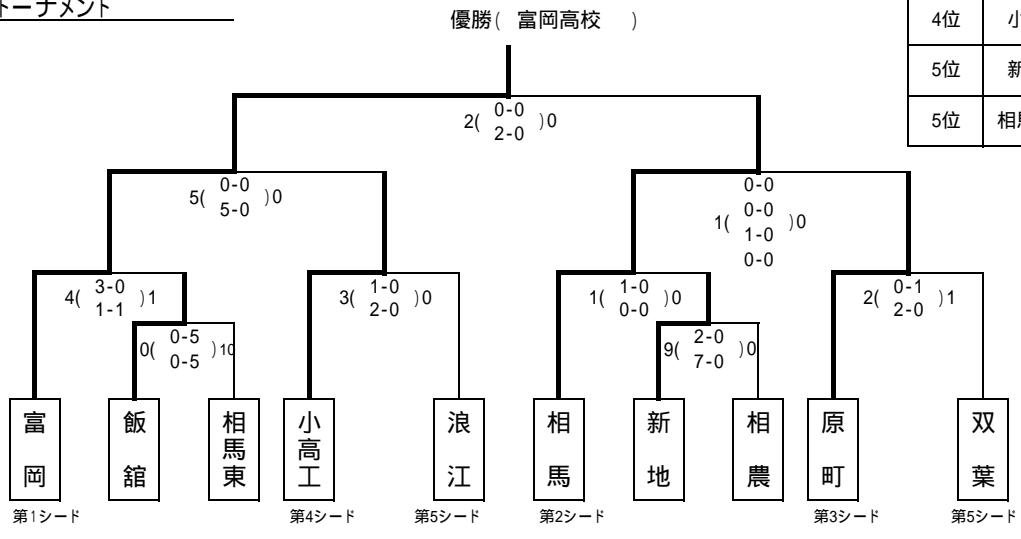 トーナメント
優勝( 富岡高校 )
4位 小
5位 新
5位 相馬
2( 0-0 2-0 )0
5( 0-0 5-0 )0
1( 0-0 0-0 1-0 0-0 )0
4( 3-0 1-1 )1
3( 1-0 2-0 )0
1( 1-0 0-0 )0
2( 0-1 2-0 )1
0( 0-5 0-5 )10
9( 2-0 7-0 )0
富岡
飯舘
相馬東
小高工
浪江
相馬
新地
相農
原町
双葉
第1シード
第4シード
第5シード
第2シード
第3シード
第5シード